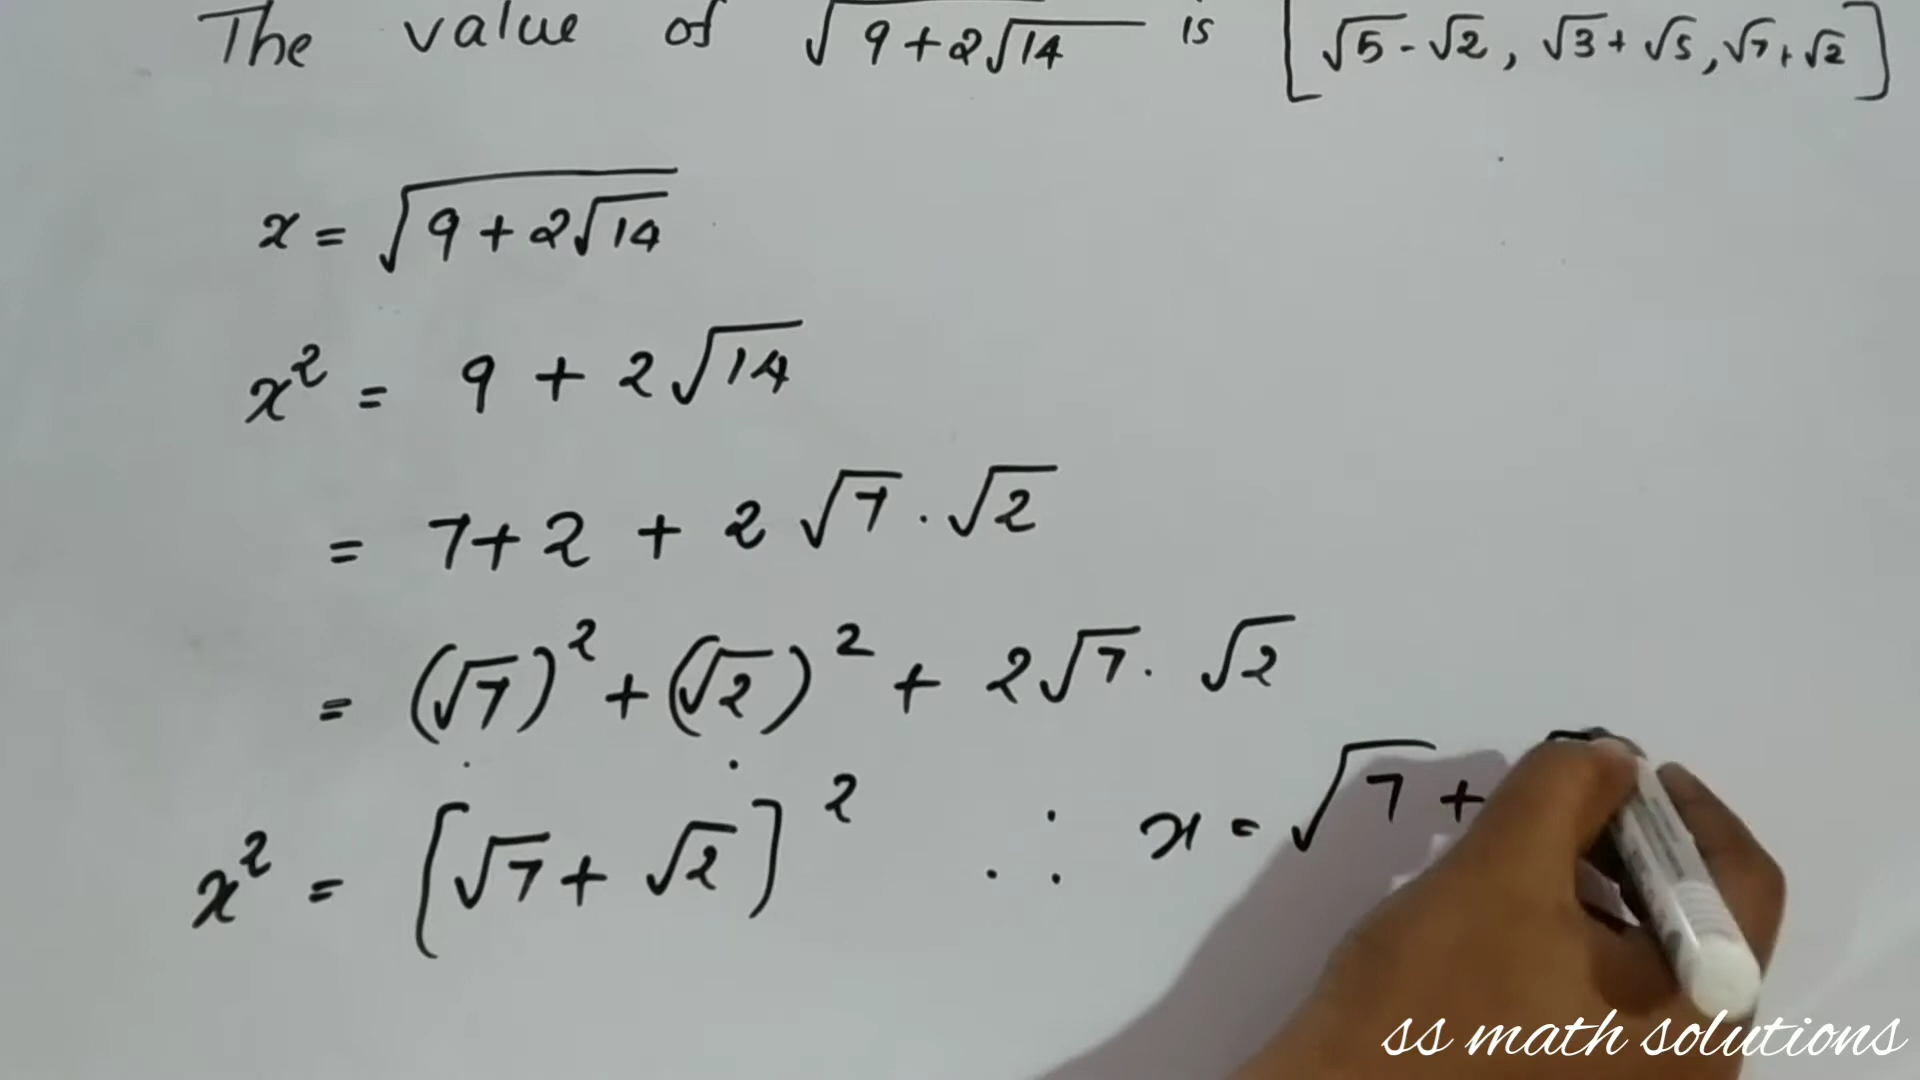 The value of √(9+2√14) is [√5-√2, √3+√5, √7+√2]
x = √(9+2√14)
x² = 9 + 2√14
= 7+2 + 2√7 . √2
= (√7)² + (√2)² + 2√7 . √2
x² = [√7 + √2]² ∴ x = √7 +
ss math solutions